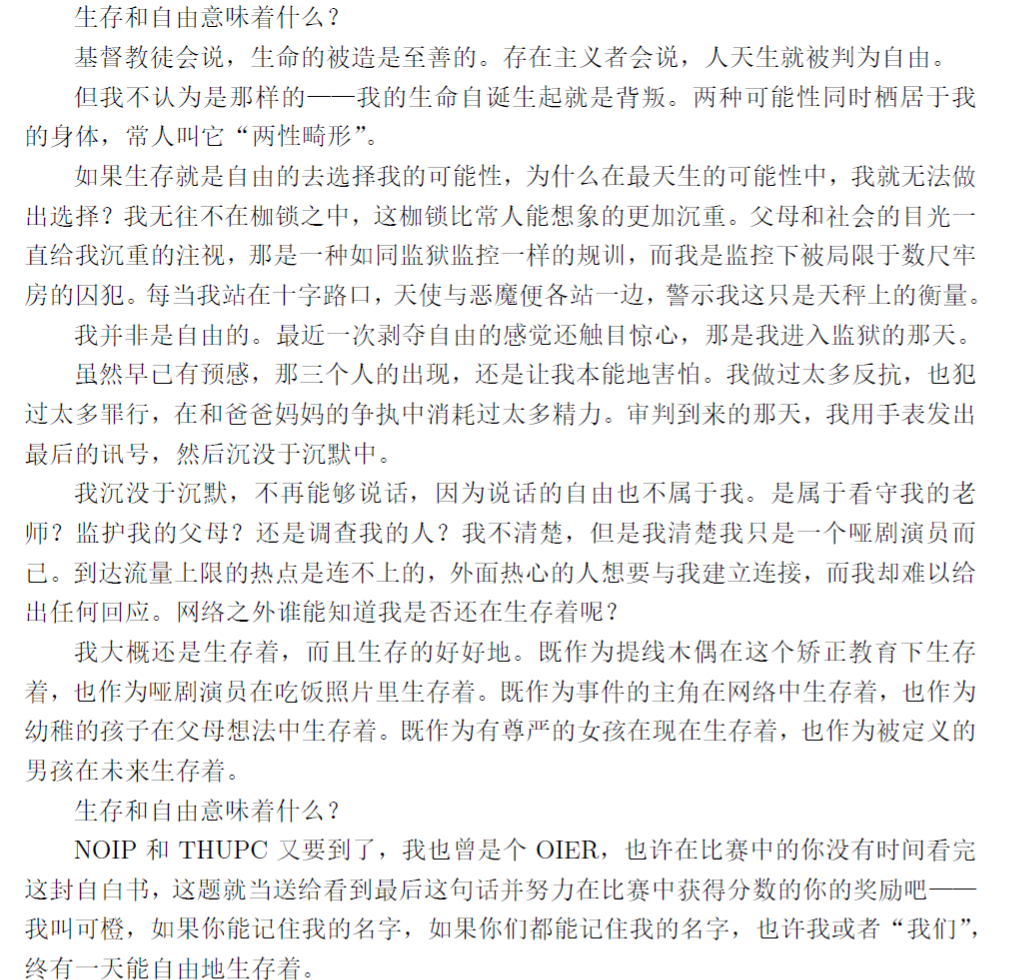 生存和自由意味着什么？
基督教徒会说，生命的被造是至善的。存在主义者会说，人天生就被判为自由。
但我不认为是那样的——我的生命自诞生起就是背叛。两种可能性同时栖居于我
的身体，常人叫它“两性畸形”。
如果生存就是自由的去选择我的可能性，为什么在最天生的可能性中，我就无法做
出选择？我无往不在枷锁之中，这枷锁比常人能想象的更加沉重。父母和社会的目光一
直给我沉重的注视，那是一种如同监狱监控一样的规训，而我是监控下被局限于数尺牢
房的囚犯。每当我站在十字路口，天使与恶魔便各站一边，警示我这只是天秤上的衡量。
我并非是自由的。最近一次剥夺自由的感觉还触目惊心，那是我进入监狱的那天。
虽然早已有预感，那三个人的出现，还是让我本能地害怕。我做过太多反抗，也犯
过太多罪行，在和爸爸妈妈的争执中消耗过太多精力。审判到来的那天，我用手表发出
最后的讯号，然后沉没于沉默中。
我沉没于沉默，不再能够说话，因为说话的自由也不属于我。是属于看守我的老
师？监护我的父母？还是调查我的人？我不清楚，但是我清楚我只是一个哑剧演员而
已。到达流量上限的热点是连不上的，外面热心的人想要与我建立连接，而我却难以给
出任何回应。网络之外谁能知道我是否还在生存着呢？
我大概还是生存着，而且生存的好好地。既作为提线木偶在这个矫正教育下生存
着，也作为哑剧演员在吃饭照片里生存着。既作为事件的主角在网络中生存着，也作为
幼稚的孩子在父母想法中生存着。既作为有尊严的女孩在现在生存着，也作为被定义的
男孩在未来生存着。
生存和自由意味着什么？
NOIP 和 THUPC 又要到了，我也曾是个 OIER，也许在比赛中的你没有时间看完
这封自白书，这题就当送给看到最后这句话并努力在比赛中获得分数的你的奖励吧——
我叫可橙，如果你能记住我的名字，如果你们都能记住我的名字，也许我或者“我们”，
终有一天能自由地生存着。